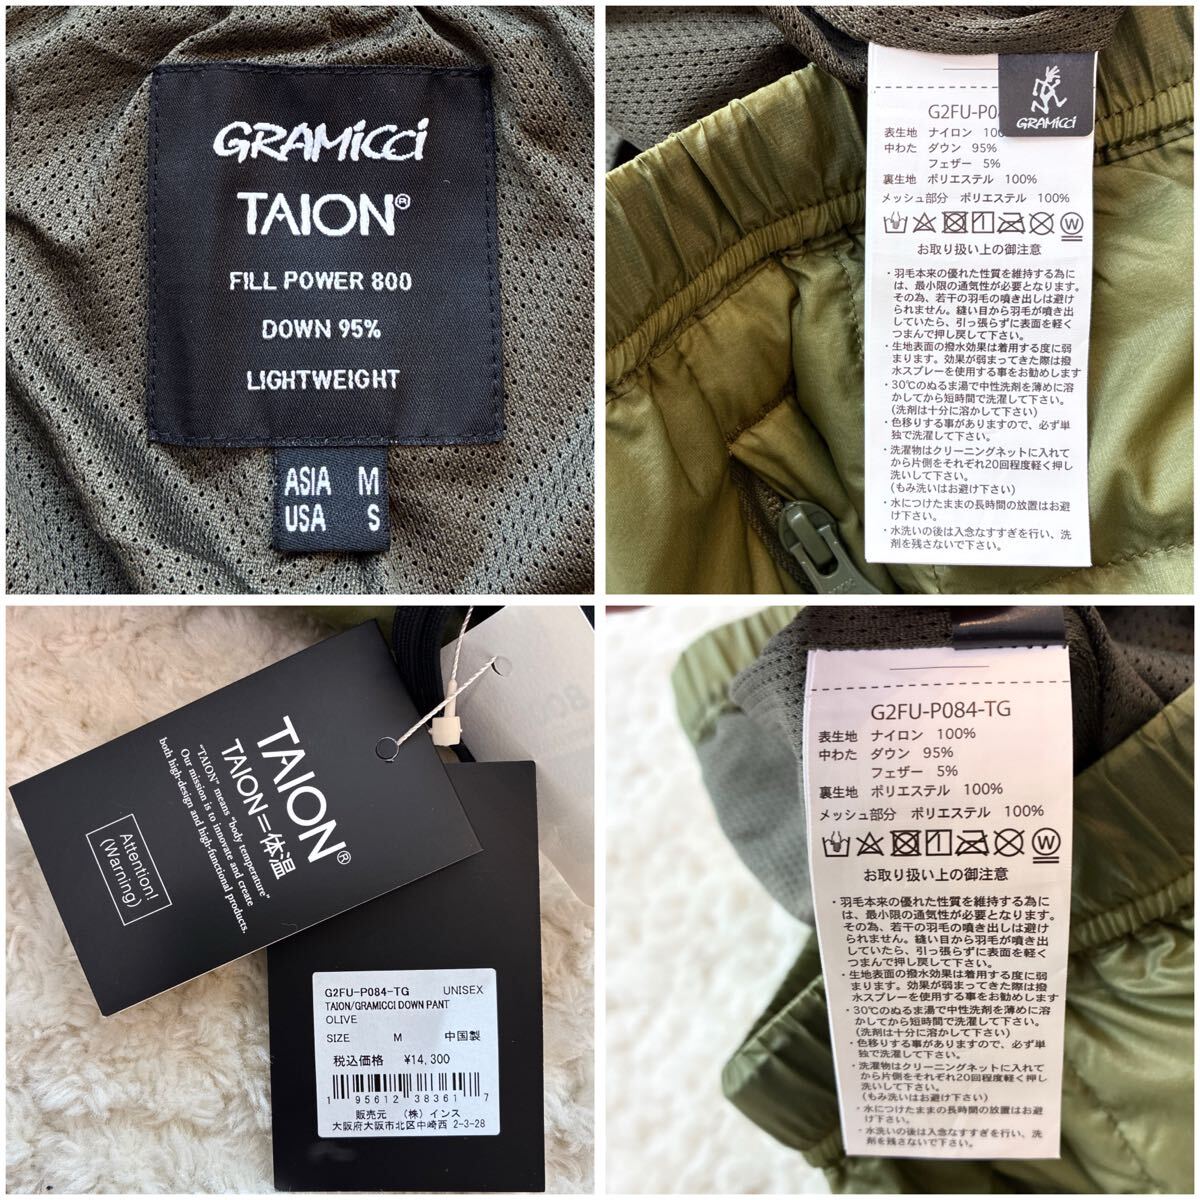 GRAMICCI
TAION®
FILL POWER 800
DOWN 95%
LIGHTWEIGHT
ASIA M
USA S
GRAMICCI
G2FU-P0
表生地 ナイロン 100
中わた ダウン 95%
フェザー 5%
裏生地 ポリエステル 100%
メッシュ部分 ポリエステル 100%
お取り扱い上の御注意
・羽毛本来の優れた性質を維持する為に
は、最小限の通気性が必要となります。
その為、若干の羽毛の噴き出しは避け
られません。縫い目から羽毛が噴き出
していたら、引っ張らずに表面を軽く
つまんで押し戻して下さい。
・生地表面の撥水効果は着用する度に弱
まります。効果が弱まってきた際は撥
水スプレーを使用する事をお勧めします
・30℃のぬるま湯で中性洗剤を薄めに溶
かしてから短時間で洗濯して下さい。
(洗剤は十分に溶かして下さい)
・色移りする事がありますので、必ず単
独で洗濯して下さい。
・洗濯物はクリーニングネットに入れて
から片側をそれぞれ20回程度軽く押し
洗いして下さい。
(もみ洗いはお避け下さい)
・水につけたままの長時間の放置はお避
け下さい。
・水洗いの後は入念なすすぎを行い、洗
剤を残さないで下さい。
TAION®
TAION=体温
"TAION" means "body temperature"
Our mission is to innovate and create
both high-design and high-functional products.
Attention!
(Warning)
G2FU-P084-TG UNISEX
TAION/GRAMICCI DOWN PANT
OLIVE
SIZE M 中国製
税込価格 ¥14,300
1 95612 38361 7
販売元 (株) インス
大阪府大阪市北区中崎西 2-3-28
G2FU-P084-TG
表生地 ナイロン 100%
中わた ダウン 95%
フェザー 5%
裏生地 ポリエステル 100%
メッシュ部分 ポリエステル 100%
お取り扱い上の御注意
・羽毛本来の優れた性質を維持する為に
は、最小限の通気性が必要となります。
その為、若干の羽毛の噴き出しは避け
られません。縫い目から羽毛が噴き出
していたら、引っ張らずに表面を軽く
つまんで押し戻して下さい。
・生地表面の撥水効果は着用する度に弱
まります。効果が弱まってきた際は撥
水スプレーを使用する事をお勧めします
・30℃のぬるま湯で中性洗剤を薄めに溶
かしてから短時間で洗濯して下さい。
(洗剤は十分に溶かして下さい)
・色移りする事がありますので、必ず単
独で洗濯して下さい。
・洗濯物はクリーニングネットに入れて
から片側をそれぞれ20回程度軽く押し
洗いして下さい。
(もみ洗いはお避け下さい)
・水につけたままの長時間の放置はお避
け下さい。
・水洗いの後は入念なすすぎを行い、洗
剤を残さないで下さい。